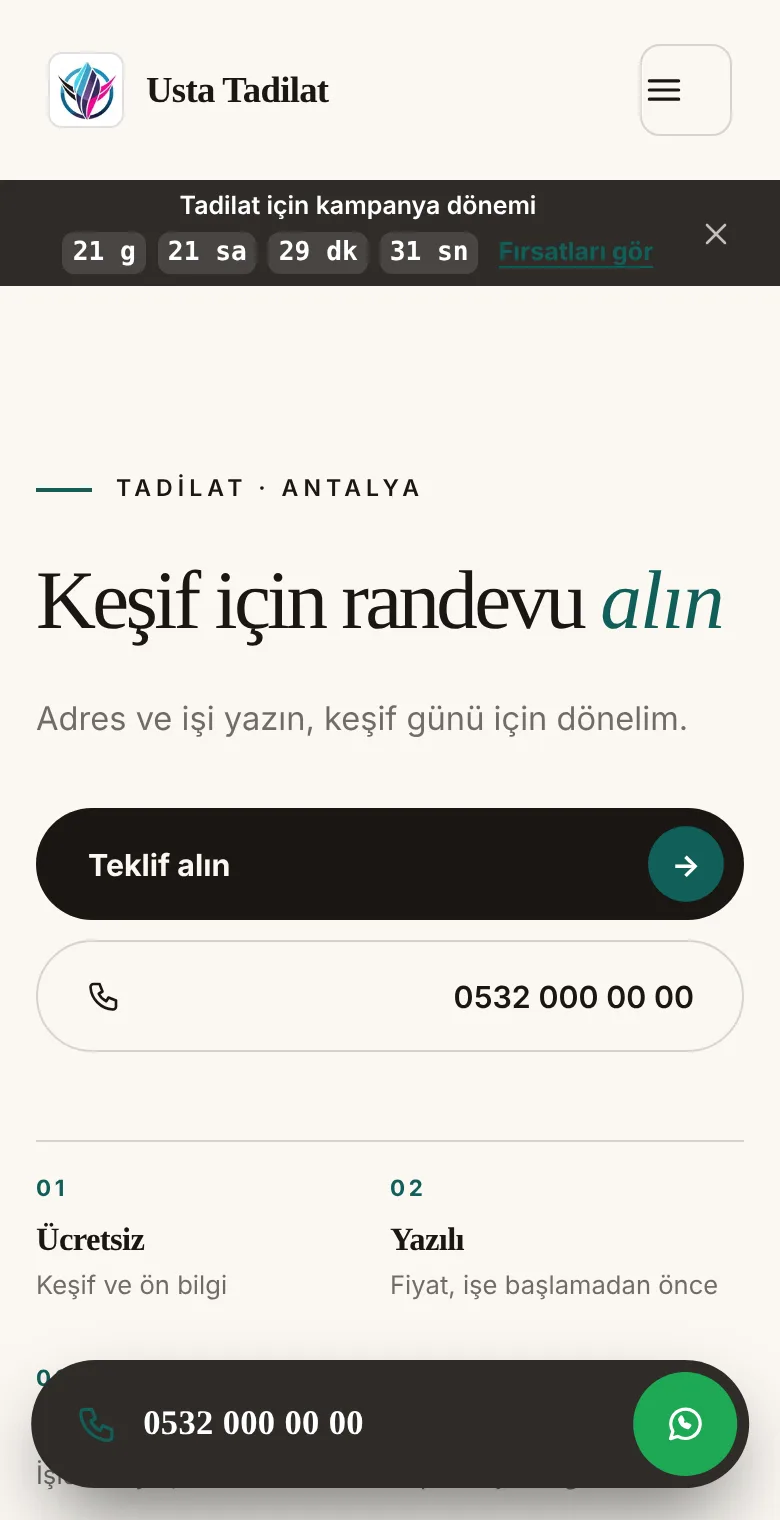 Usta Tadilat
Tadilat için kampanya dönemi
21 g 21 sa 29 dk 31 sn Fırsatları gör
TADİLAT · ANTALYA
Keşif için randevu alın
Adres ve işi yazın, keşif günü için dönelim.
Teklif alın
0532 000 00 00
01 02
Ücretsiz Yazılı
Keşif ve ön bilgi Fiyat, işe başlamadan önce
0532 000 00 00